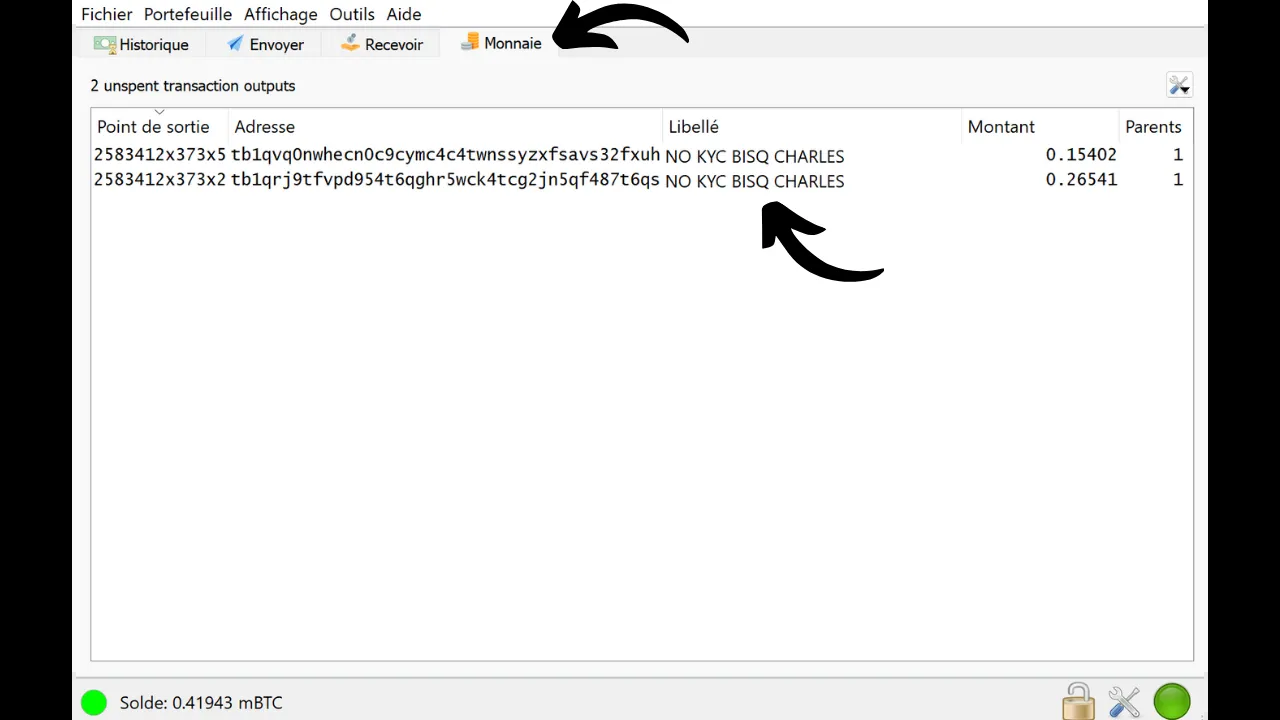 Fichier Portefeuille Affichage Outils Aide
Historique Envoyer Recevoir Monnaie
2 unspent transaction outputs
Point de sortie Adresse Libellé Montant Parents
2583412x373x5 tb1qvq0nwhecn0c9cymc4c4twnssyzxfsavs32fxuh NO KYC BISQ CHARLES 0.15402 1
2583412x373x2 tb1qrj9tfvpd954t6qghr5wck4tcg2jn5qf487t6qs NO KYC BISQ CHARLES 0.26541 1
Solde: 0.41943 mBTC